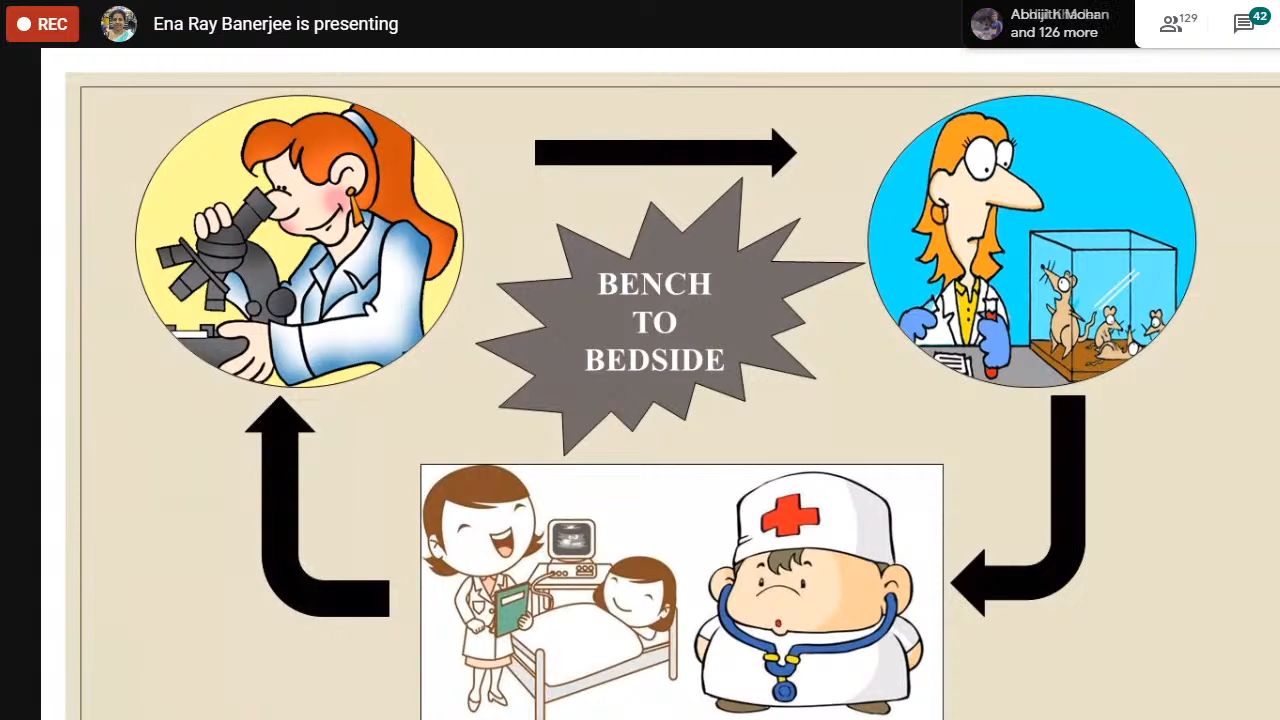 REC
Ena Ray Banerjee is presenting
and 126 more
129
42
BENCH
TO
BEDSIDE